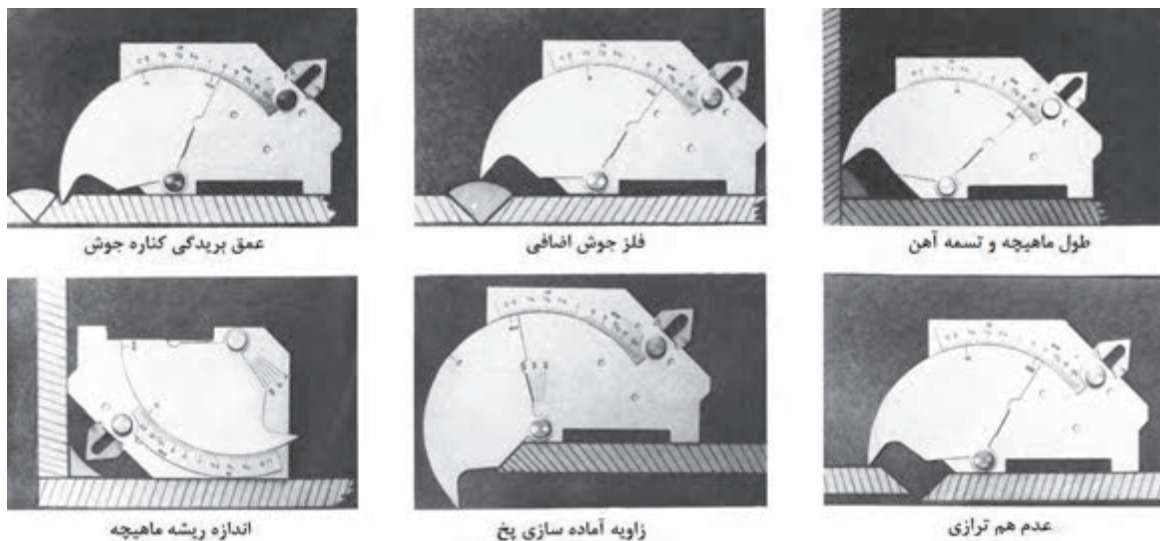 طول ماهیچه و تسمه آهن
فلز جوش اضافی
عمق بریدگی کناره جوش
عدم هم ترازی
زاویه آماده سازی پخ
اندازه ریشه ماهیچه